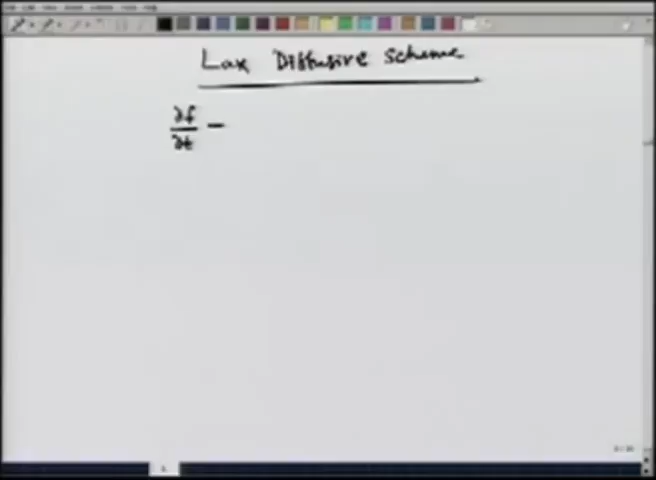 Lax Diffusive Scheme
∂f/∂t =